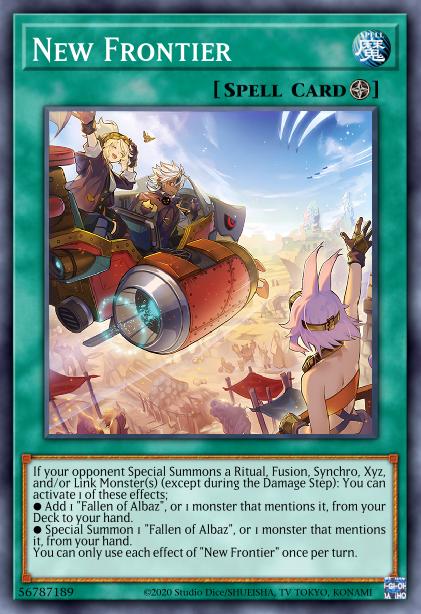 New Frontier
SPELL
魔
[Spell Card]
If your opponent Special Summons a Ritual, Fusion, Synchro, Xyz,
and/or Link Monster(s) (except during the Damage Step): You can
activate 1 of these effects;
● Add 1 "Fallen of Albaz", or 1 monster that mentions it, from your
Deck to your hand.
● Special Summon 1 "Fallen of Albaz", or 1 monster that mentions
it, from your hand.
You can only use each effect of "New Frontier" once per turn.
56787189
©2020 Studio Dice/SHUEISHA, TV TOKYO, KONAMI